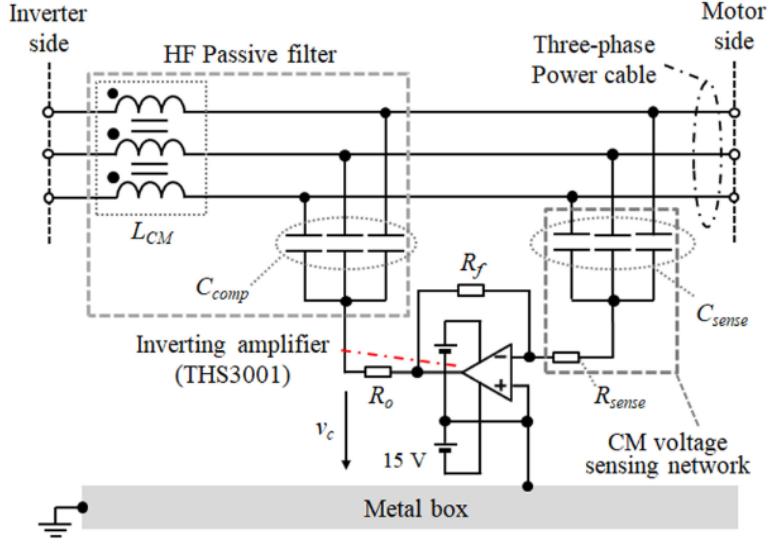 Inverter
side
Motor
side
HF Passive filter
Three-phase
Power cable
L_CM
C_comp
R_f
C_sense
Inverting amplifier
(THS3001)
R_o
R_sense
v_c
15 V
CM voltage
sensing network
Metal box